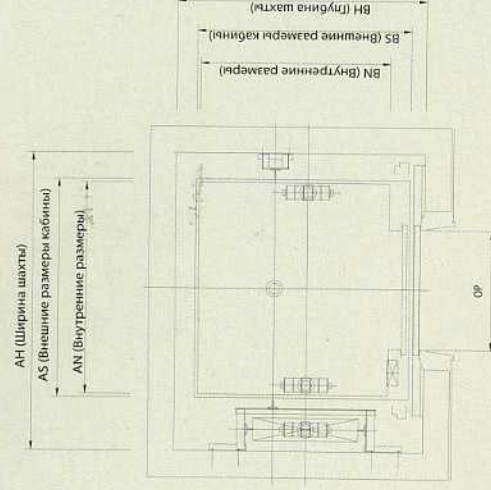 BH (Глубина шахты)
BS (Внешние размеры кабины)
BN (Внутренние размеры)
AH (Ширина шахты)
AS (Внешние размеры кабины)
AN (Внутренние размеры)
OP